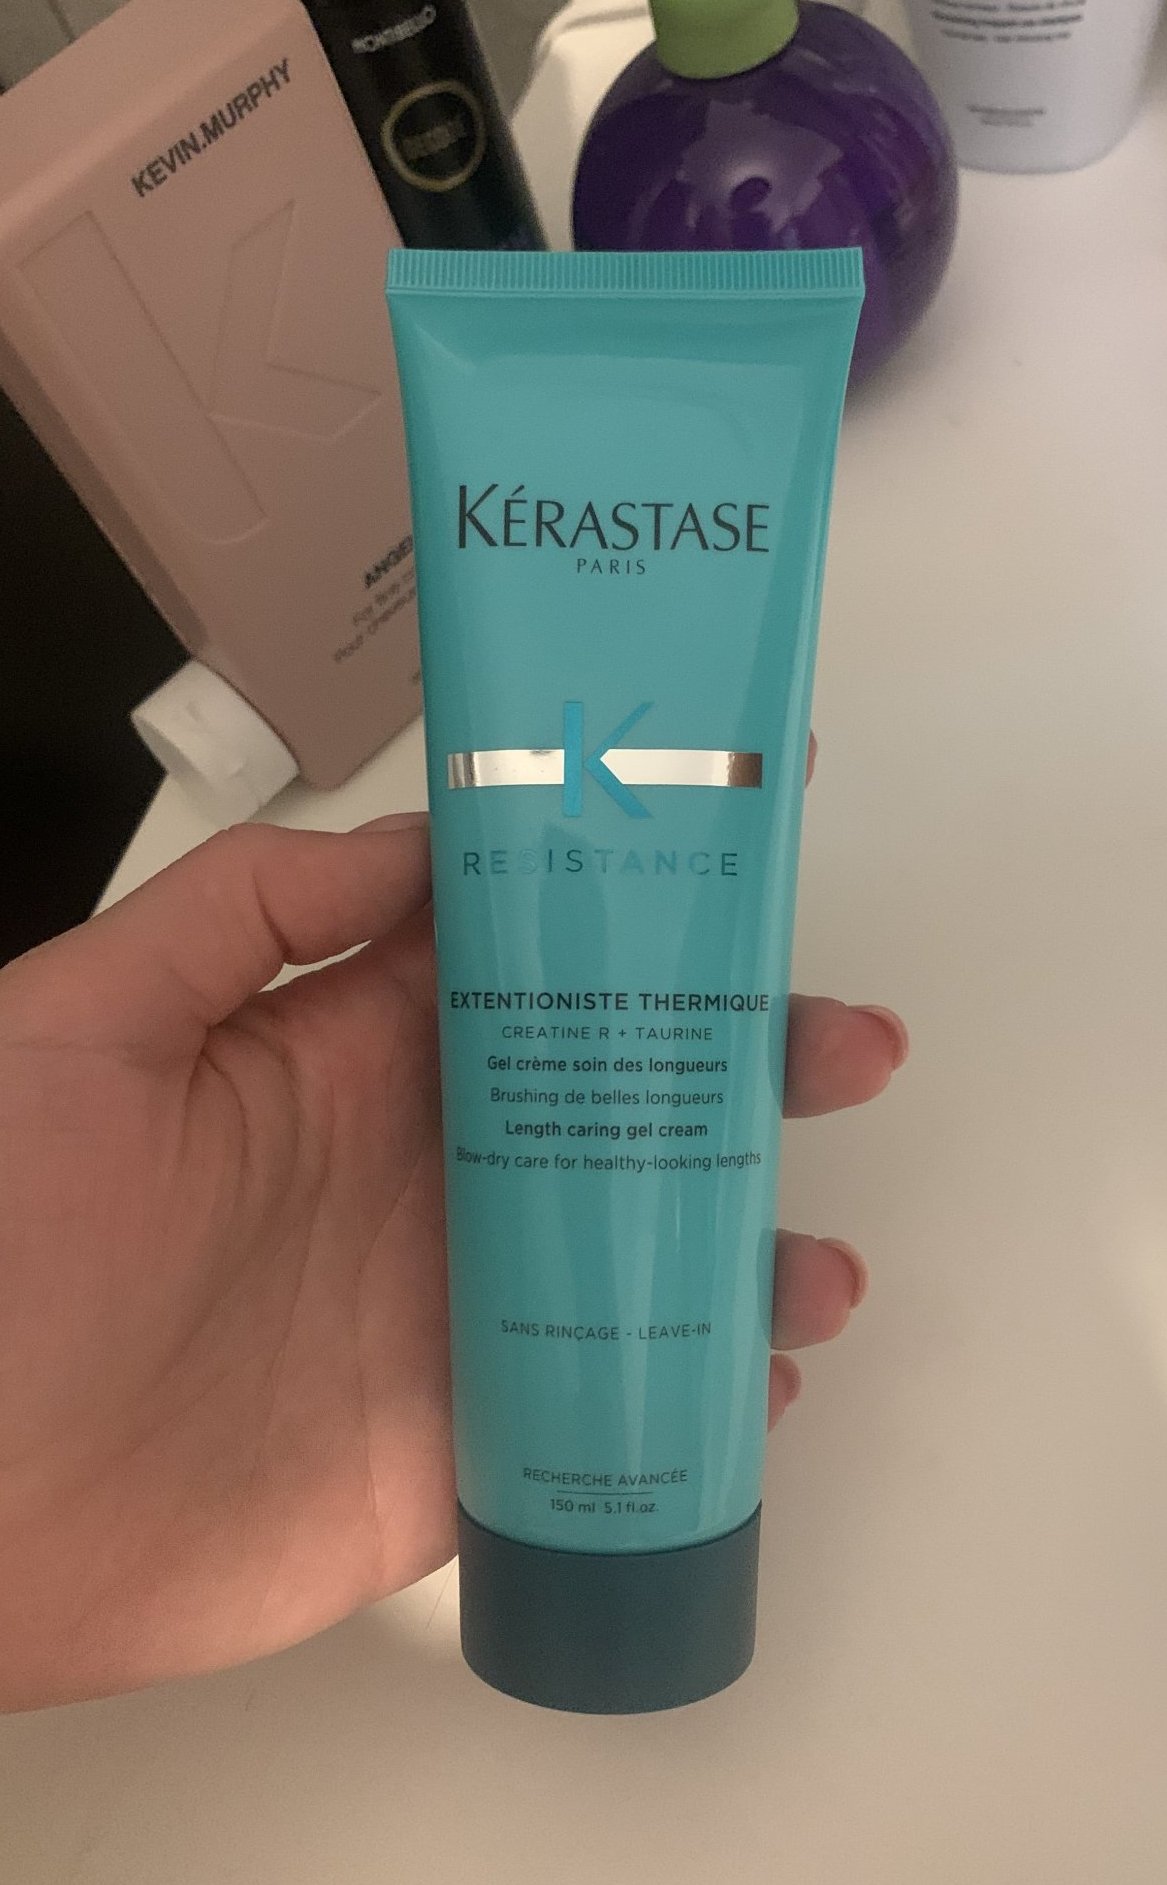 KEVIN.MURPHY
KÉRASTASE
PARIS
K
RESISTANCE
EXTENTIONISTE THERMIQUE
CREATINE R + TAURINE
Gel crème soin des longueurs
Brushing de belles longueurs
Length caring gel cream
Blow-dry care for healthy-looking lengths
SANS RINÇAGE - LEAVE-IN
RECHERCHE AVANCÉE
150 ml 5.1 fl.oz.